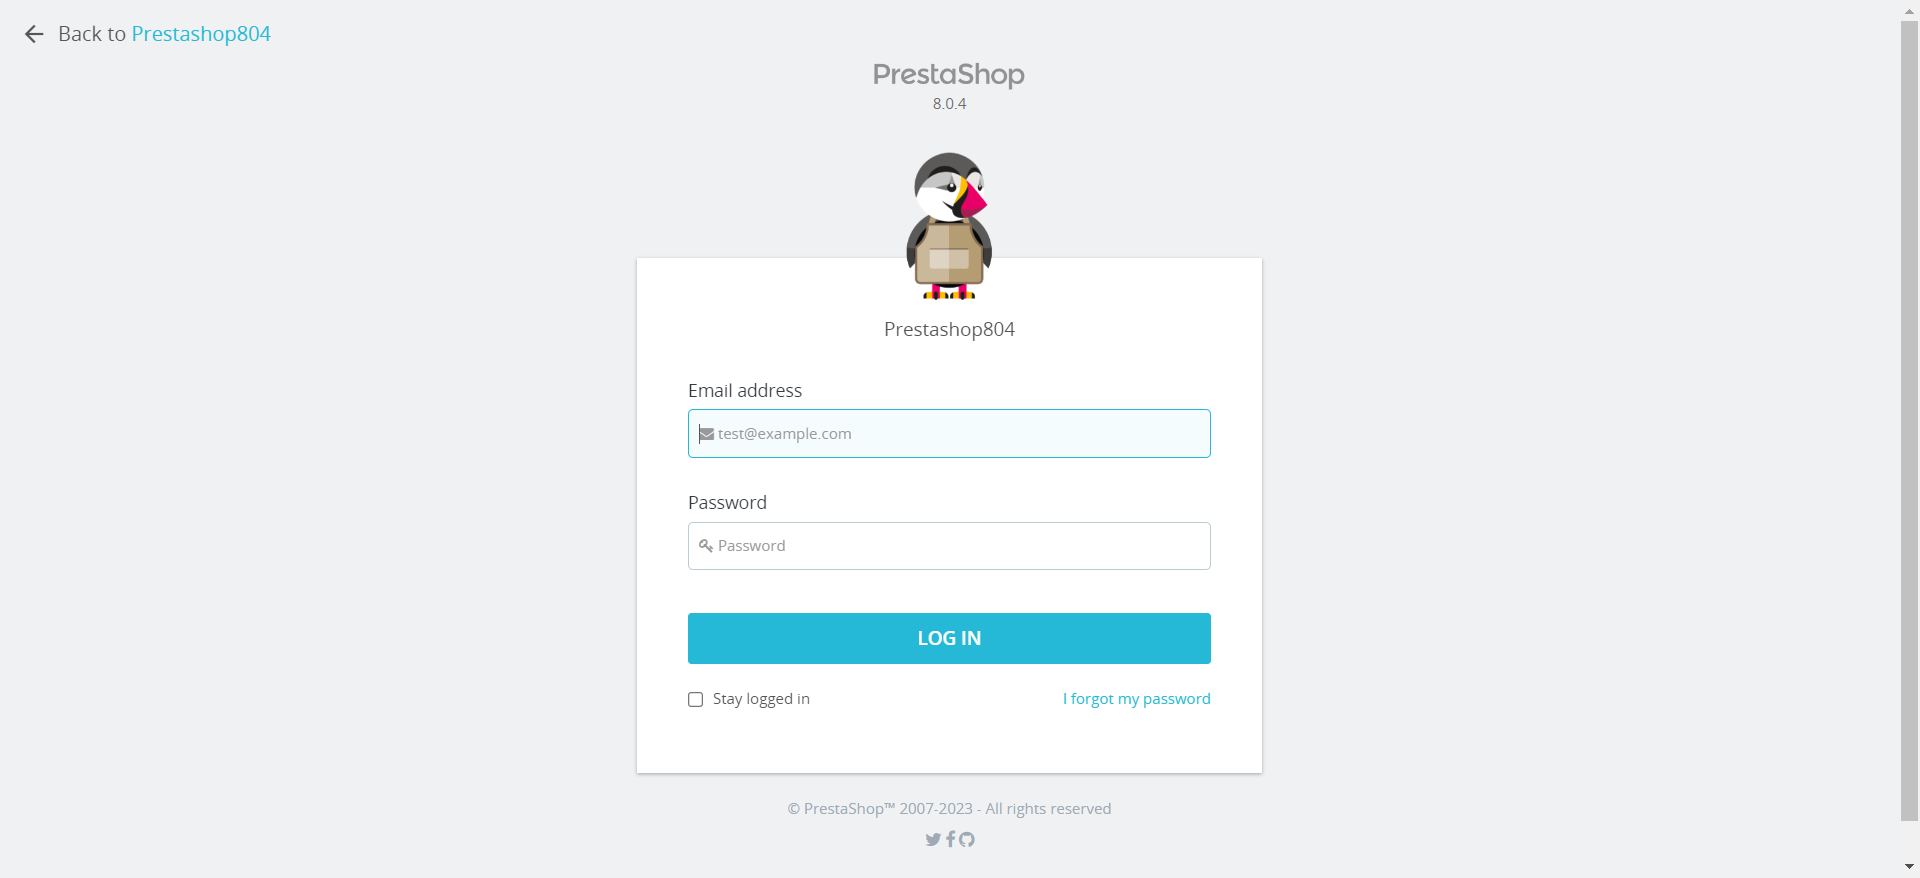 Back to Prestashop804
PrestaShop
8.0.4
Prestashop804
Email address
test@example.com
Password
Password
LOG IN
Stay logged in
I forgot my password
© PrestaShop™ 2007-2023 - All rights reserved